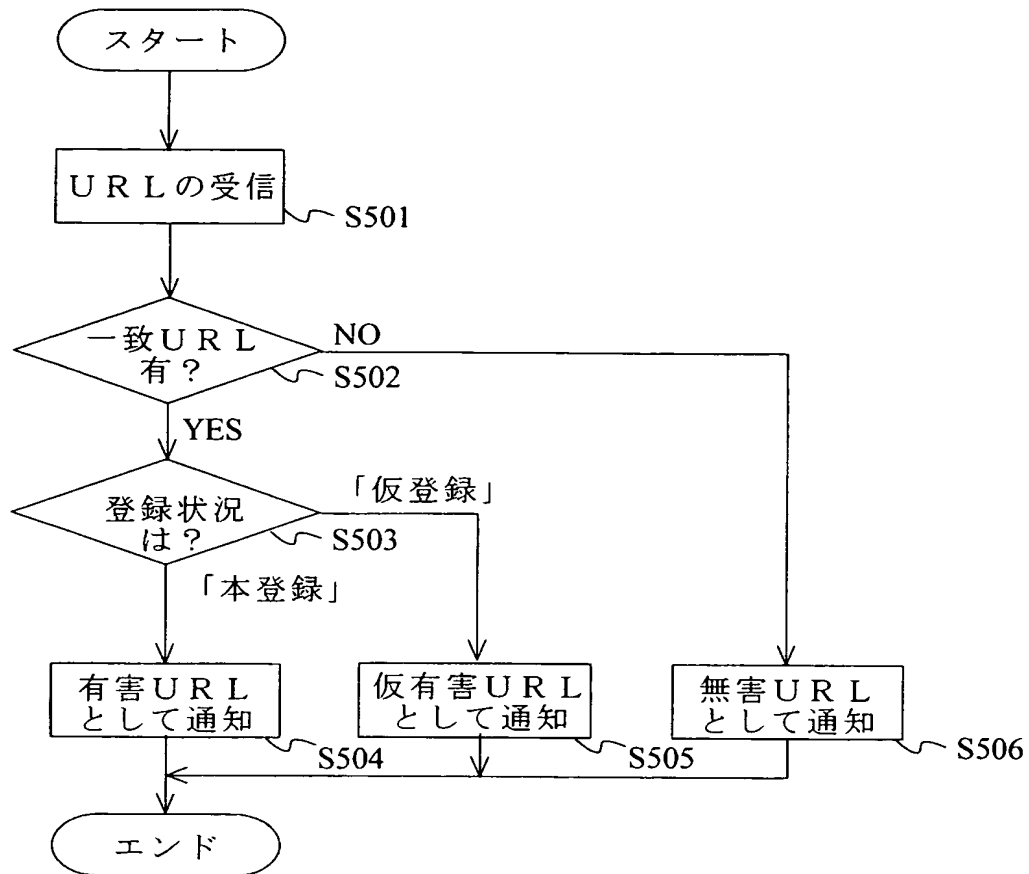 スタート
ＵＲＬの受信
S501
一致ＵＲＬ
有？
NO
S502
YES
登録状況
は？
「仮登録」
S503
「本登録」
有害ＵＲＬ
として通知
S504
仮有害ＵＲＬ
として通知
S505
無害ＵＲＬ
として通知
S506
エンド